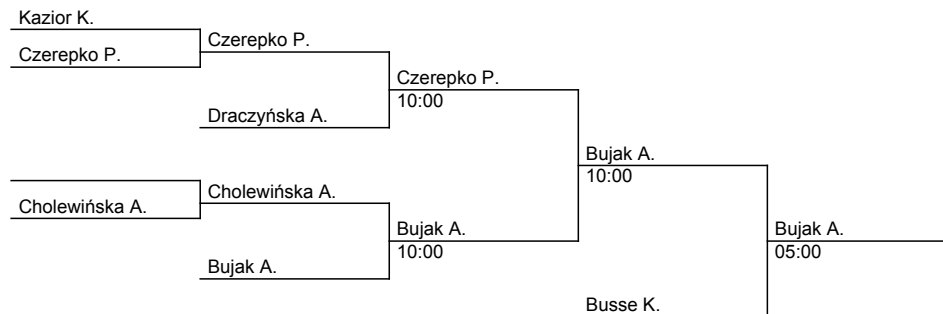 Kazior K.
Czerepko P.
Czerepko P.
Czerepko P.
10:00
Draczyńska A.
Bujak A.
10:00
Cholewińska A.
Cholewińska A.
Bujak A.
10:00
Bujak A.
05:00
Bujak A.
Busse K.